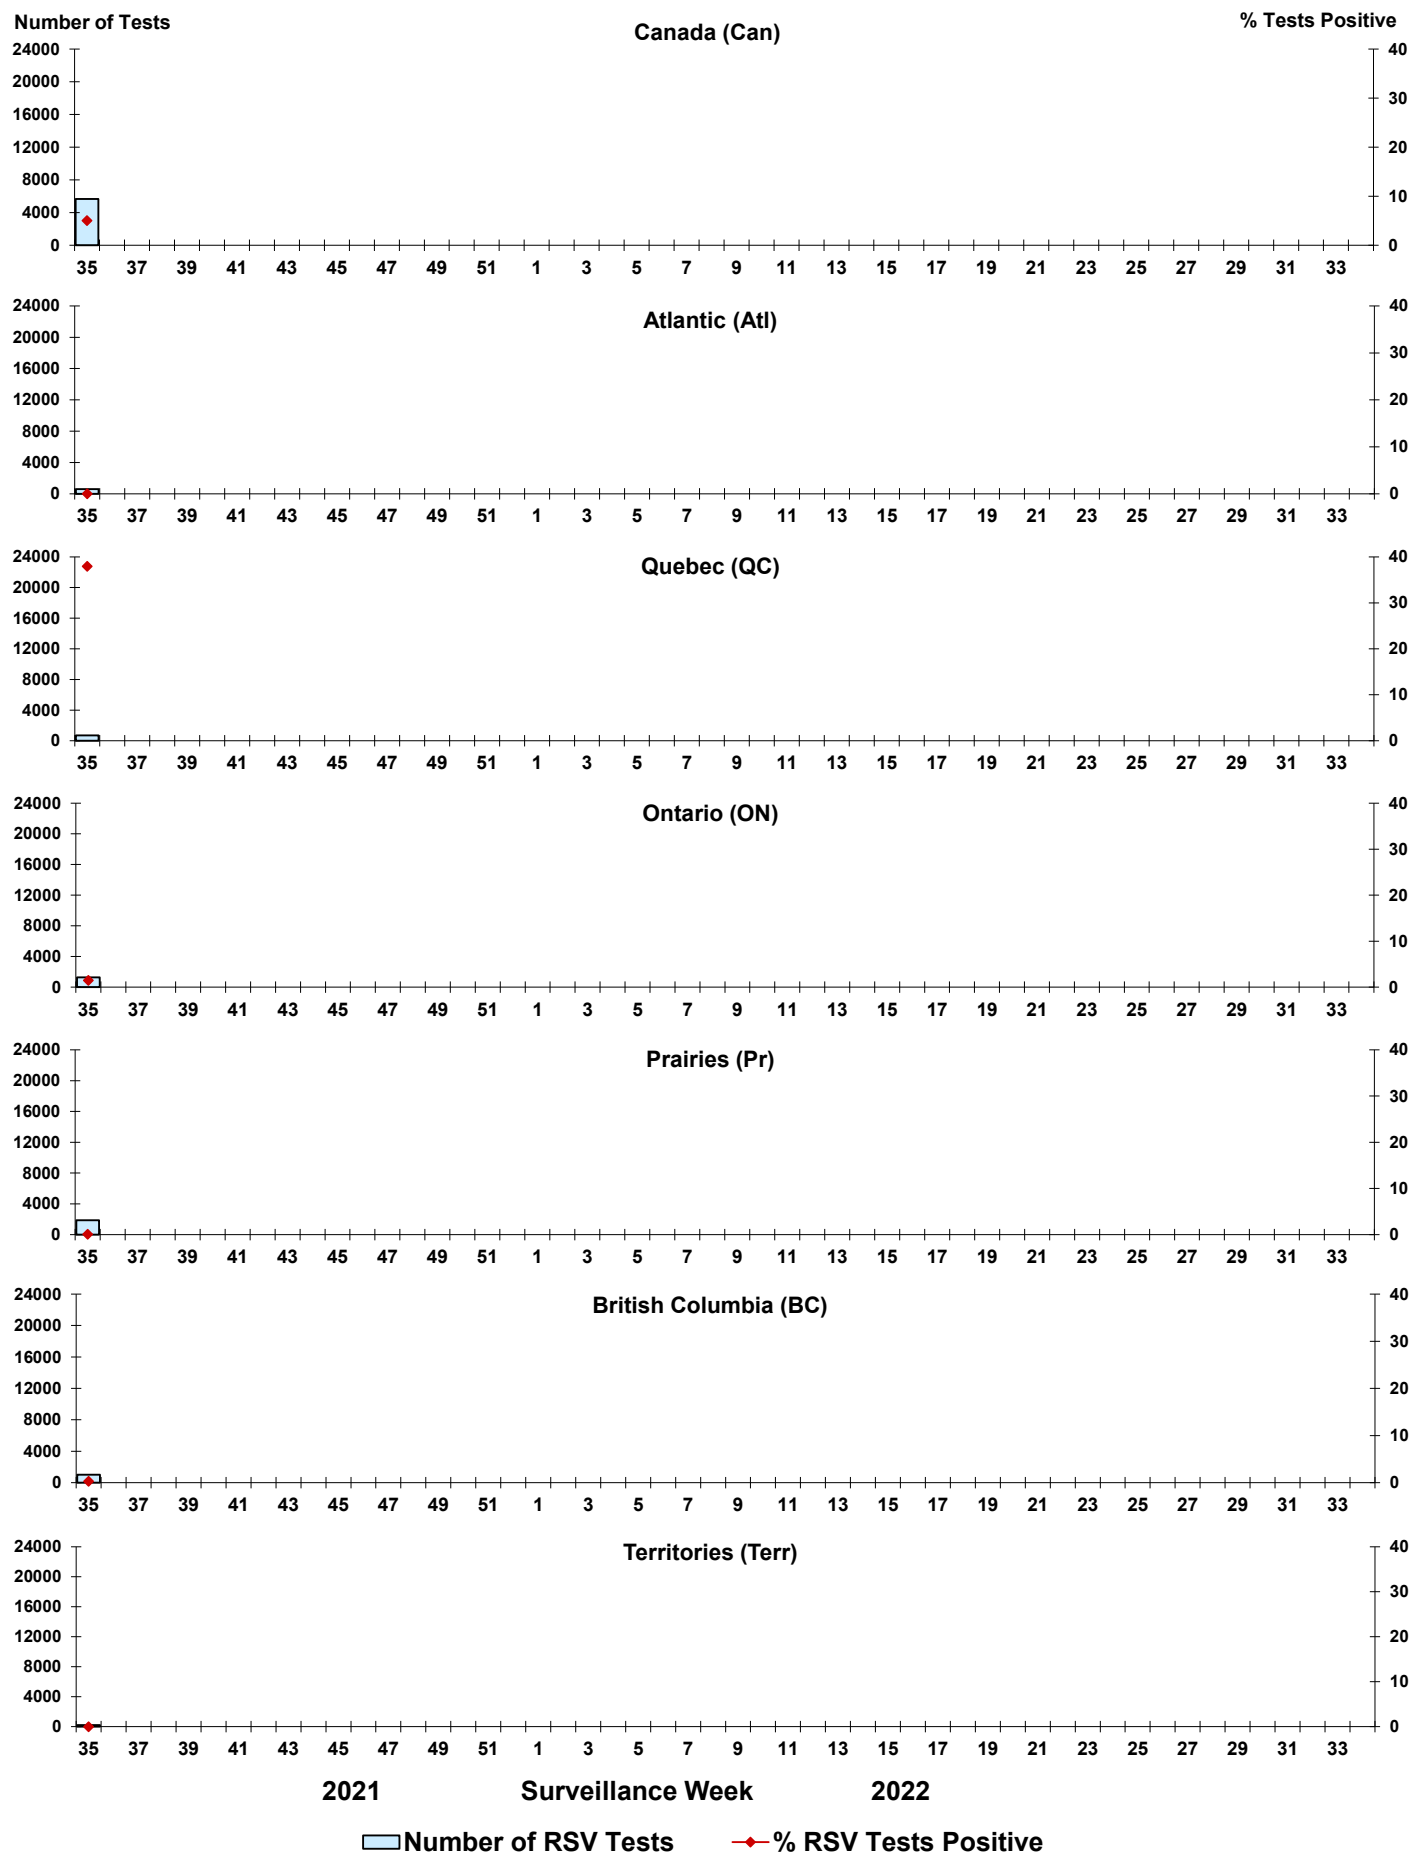 Number of Tests
Canada (Can)
% Tests Positive
24000 40
20000
16000 30
12000 20
8000
4000 10
0 0
35 37 39 41 43 45 47 49 51 1 3 5 7 9 11 13 15 17 19 21 23 25 27 29 31 33
Atlantic (Atl)
24000 40
20000
16000 30
12000 20
8000
4000 10
0 0
35 37 39 41 43 45 47 49 51 1 3 5 7 9 11 13 15 17 19 21 23 25 27 29 31 33
Quebec (QC)
24000 40
20000
16000 30
12000 20
8000
4000 10
0 0
35 37 39 41 43 45 47 49 51 1 3 5 7 9 11 13 15 17 19 21 23 25 27 29 31 33
Ontario (ON)
24000 40
20000
16000 30
12000 20
8000
4000 10
0 0
35 37 39 41 43 45 47 49 51 1 3 5 7 9 11 13 15 17 19 21 23 25 27 29 31 33
Prairies (Pr)
24000 40
20000
16000 30
12000 20
8000
4000 10
0 0
35 37 39 41 43 45 47 49 51 1 3 5 7 9 11 13 15 17 19 21 23 25 27 29 31 33
British Columbia (BC)
24000 40
20000
16000 30
12000 20
8000
4000 10
0 0
35 37 39 41 43 45 47 49 51 1 3 5 7 9 11 13 15 17 19 21 23 25 27 29 31 33
Territories (Terr)
24000 40
20000
16000 30
12000 20
8000
4000 10
0 0
35 37 39 41 43 45 47 49 51 1 3 5 7 9 11 13 15 17 19 21 23 25 27 29 31 33
2021 Surveillance Week 2022
Number of RSV Tests % RSV Tests Positive